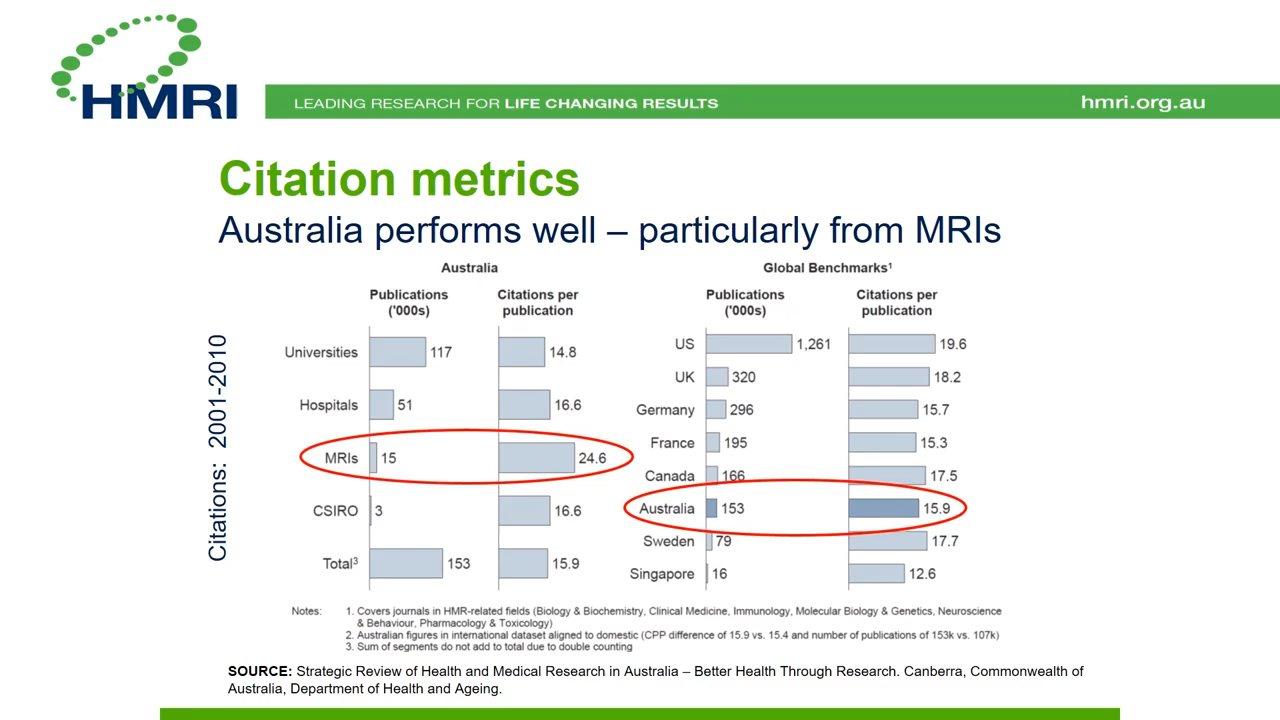 HMRI
LEADING RESEARCH FOR LIFE CHANGING RESULTS
hmri.org.au
Citation metrics
Australia performs well – particularly from MRIs
Citations: 2001-2010
Australia
Publications
('000s)
Citations per
publication
Universities 117 14.8
Hospitals 51 16.6
MRIs 15 24.6
CSIRO 3 16.6
Total³ 153 15.9
Global Benchmarks¹
Publications
('000s)
Citations per
publication
US 1,261 19.6
UK 320 18.2
Germany 296 15.7
France 195 15.3
Canada 166 17.5
Australia 153 15.9
Sweden 79 17.7
Singapore 16 12.6
Notes: 1. Covers journals in HMR-related fields (Biology & Biochemistry, Clinical Medicine, Immunology, Molecular Biology & Genetics, Neuroscience
& Behaviour, Pharmacology & Toxicology)
2. Australian figures in international dataset aligned to domestic (CPP difference of 15.9 vs. 15.4 and number of publications of 153k vs. 107k)
3. Sum of segments do not add to total due to double counting
SOURCE: Strategic Review of Health and Medical Research in Australia – Better Health Through Research. Canberra, Commonwealth of
Australia, Department of Health and Ageing.